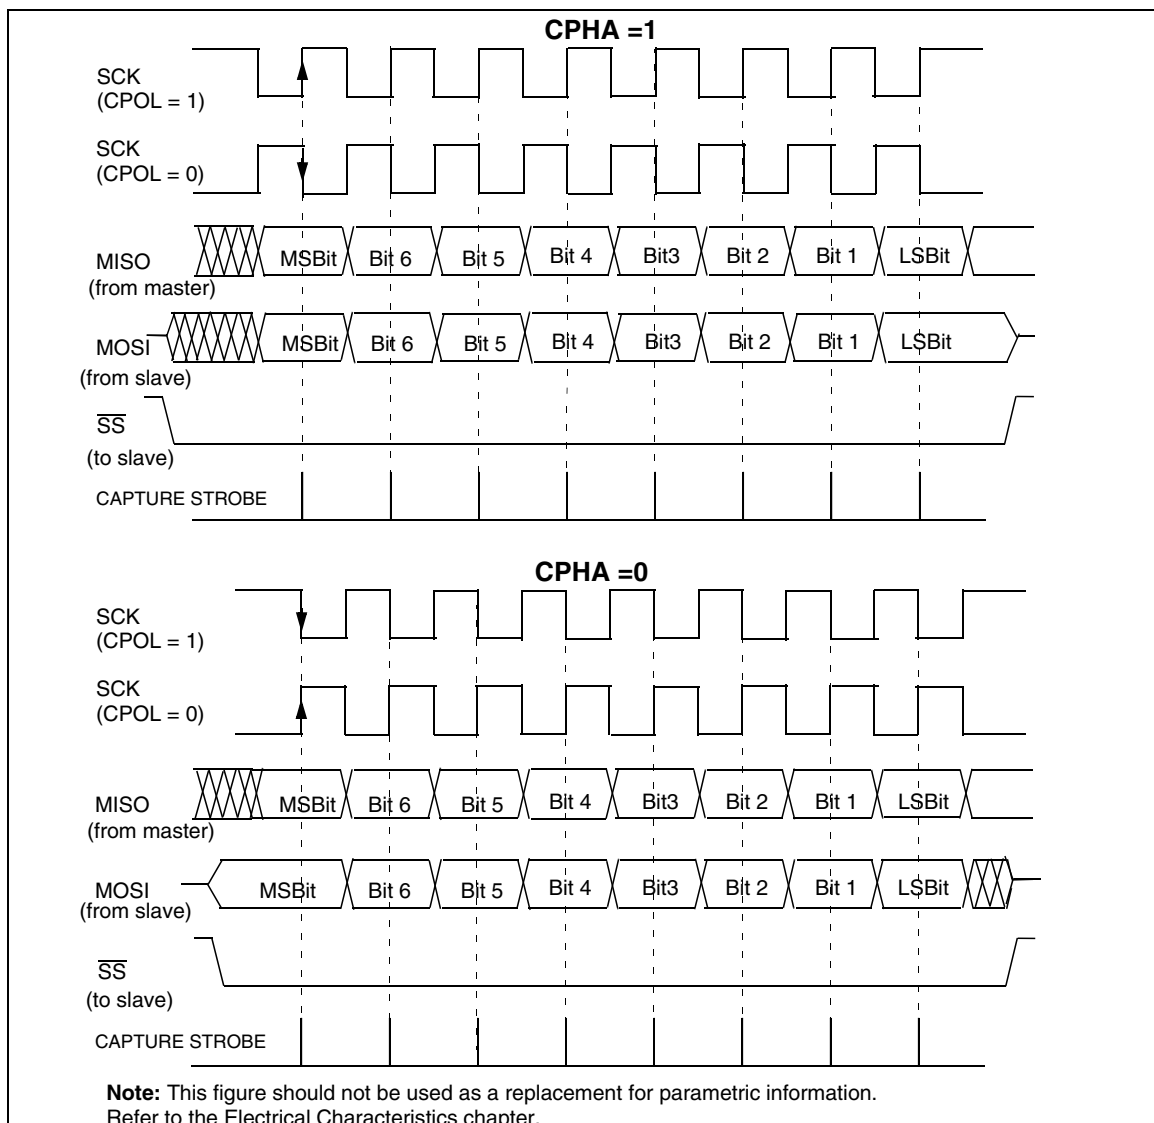 CPHA =1
SCK
(CPOL = 1)
SCK
(CPOL = 0)
MISO
(from master)
MSBit Bit 6 Bit 5 Bit 4 Bit3 Bit 2 Bit 1 LSBit
MOSI
(from slave)
MSBit Bit 6 Bit 5 Bit 4 Bit3 Bit 2 Bit 1 LSBit
SS
(to slave)
CAPTURE STROBE
CPHA =0
SCK
(CPOL = 1)
SCK
(CPOL = 0)
MISO
(from master)
MSBit Bit 6 Bit 5 Bit 4 Bit3 Bit 2 Bit 1 LSBit
MOSI
(from slave)
MSBit Bit 6 Bit 5 Bit 4 Bit3 Bit 2 Bit 1 LSBit
SS
(to slave)
CAPTURE STROBE
Note: This figure should not be used as a replacement for parametric information.
Refer to the Electrical Characteristics chapter.